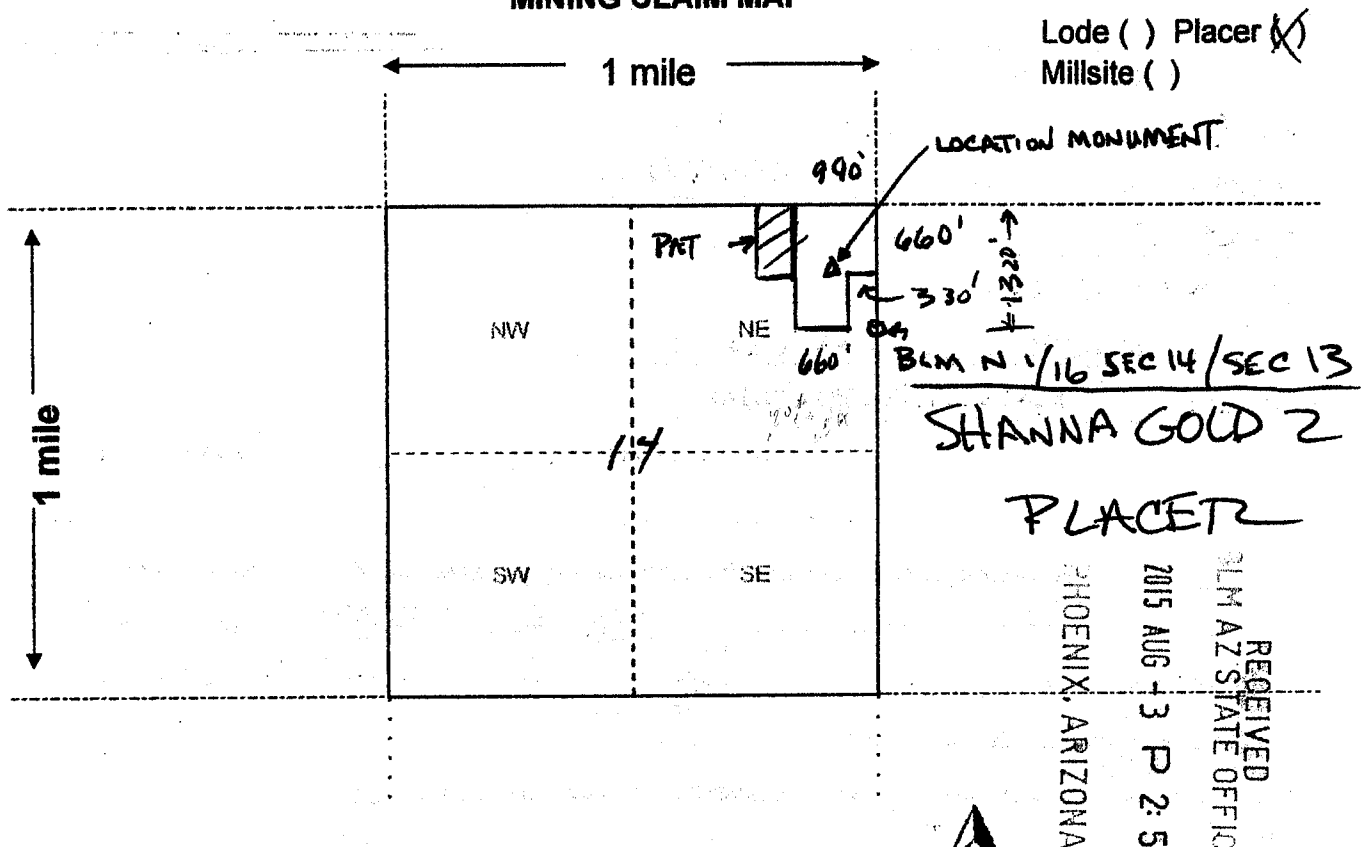 MINING CLAIM MAP
Lode ( ) Placer (X)
Millsite ( )
1 mile
LOCATION MONUMENT
990'
660'
PAT
1320'
330'
NW
NE
660'
BLM N 1/16 SEC 14/SEC 13
SHANNA GOLD 2
PLACER
1 mile
14
SW
SE
RECEIVED
BLM AZ STATE OFFIC
2015 AUG -3 P 2:5
PHOENIX, ARIZONA